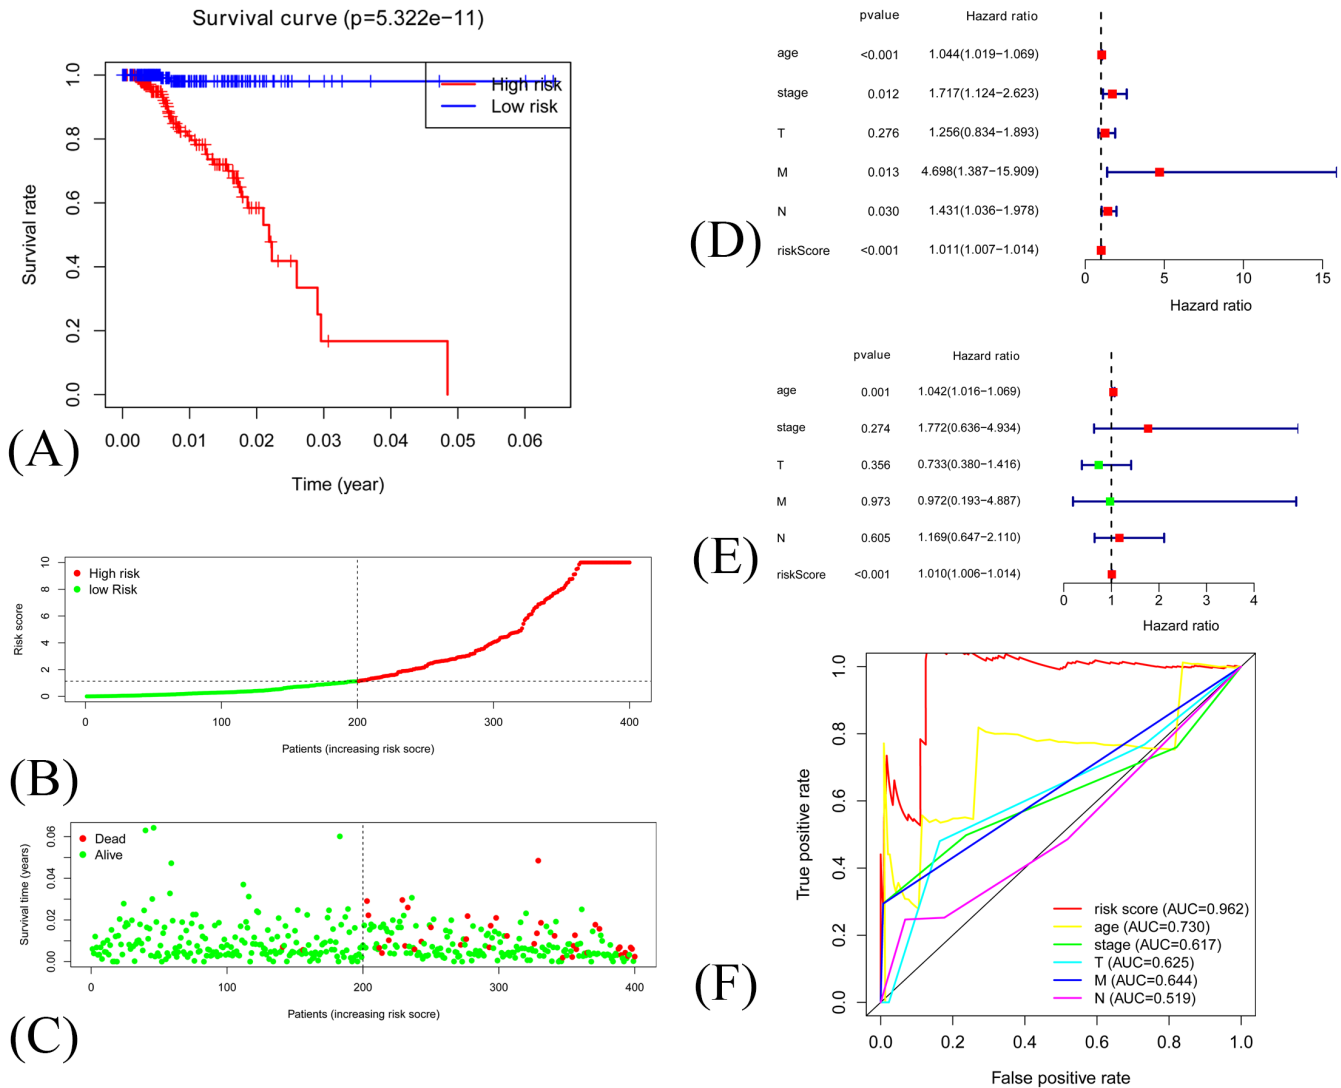 Survival curve (p=5.322e−11)
Survival rate
0.0 0.2 0.4 0.6 0.8 1.0
High risk
Low risk
0.00 0.01 0.02 0.03 0.04 0.05 0.06
Time (year)
(A)
Risk score
0 2 4 6 8 10
High risk
low Risk
0 100 200 300 400
Patients (increasing risk socre)
(B)
Survival time (years)
0.00 0.02 0.04 0.06
Dead
Alive
0 100 200 300 400
Patients (increasing risk socre)
(C)
pvalue Hazard ratio
age <0.001 1.044(1.019−1.069)
stage 0.012 1.717(1.124−2.623)
T 0.276 1.256(0.834−1.893)
M 0.013 4.698(1.387−15.909)
N 0.030 1.431(1.036−1.978)
riskScore <0.001 1.011(1.007−1.014)
0 5 10 15
Hazard ratio
(D)
pvalue Hazard ratio
age 0.001 1.042(1.016−1.069)
stage 0.274 1.772(0.636−4.934)
T 0.356 0.733(0.380−1.416)
M 0.973 0.972(0.193−4.887)
N 0.605 1.169(0.647−2.110)
riskScore <0.001 1.010(1.006−1.014)
0 1 2 3 4
Hazard ratio
(E)
True positive rate
0.0 0.2 0.4 0.6 0.8 1.0
risk score (AUC=0.962)
age (AUC=0.730)
stage (AUC=0.617)
T (AUC=0.625)
M (AUC=0.644)
N (AUC=0.519)
0.0 0.2 0.4 0.6 0.8 1.0
False positive rate
(F)